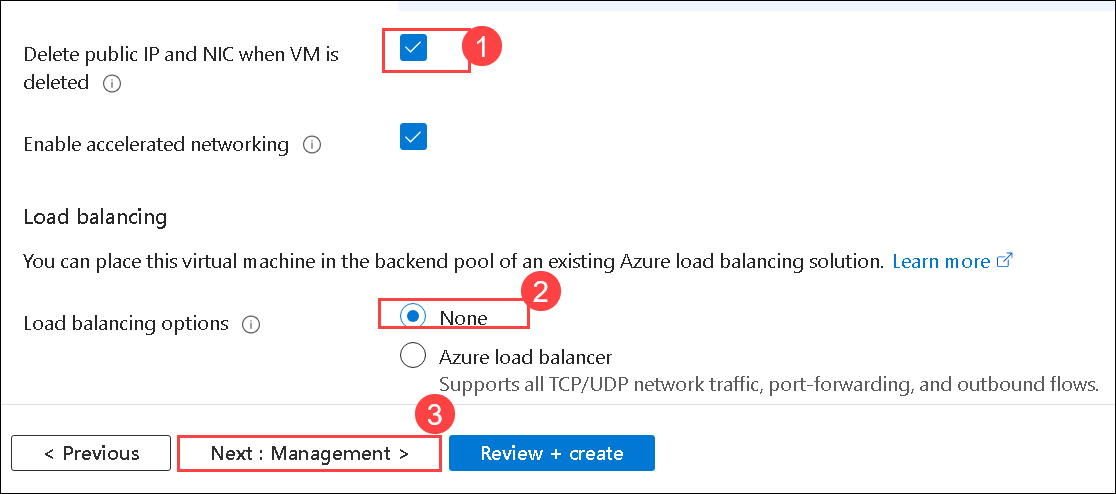 Delete public IP and NIC when VM is 1
deleted
Enable accelerated networking
Load balancing
You can place this virtual machine in the backend pool of an existing Azure load balancing solution. Learn more
2
Load balancing options None
Azure load balancer
Supports all TCP/UDP network traffic, port-forwarding, and outbound flows.
3
< Previous Next : Management > Review + create